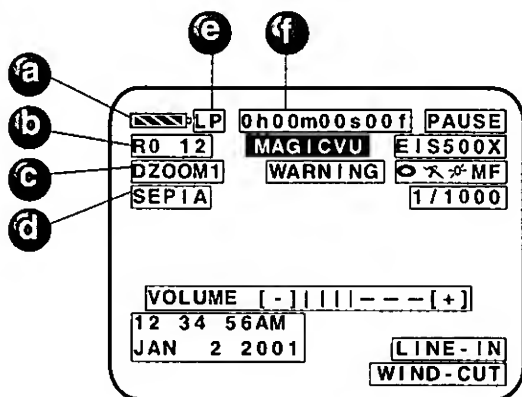 e f
a
LP 0h00m00s00f PAUSE
b
R0 12 MAGICVU EIS500X
c
DZOOM1 WARNING MF
d
SEPIA 1/1000
VOLUME [-]||||---[+]
12 34 56AM
JAN 2 2001 LINE-IN
WIND-CUT